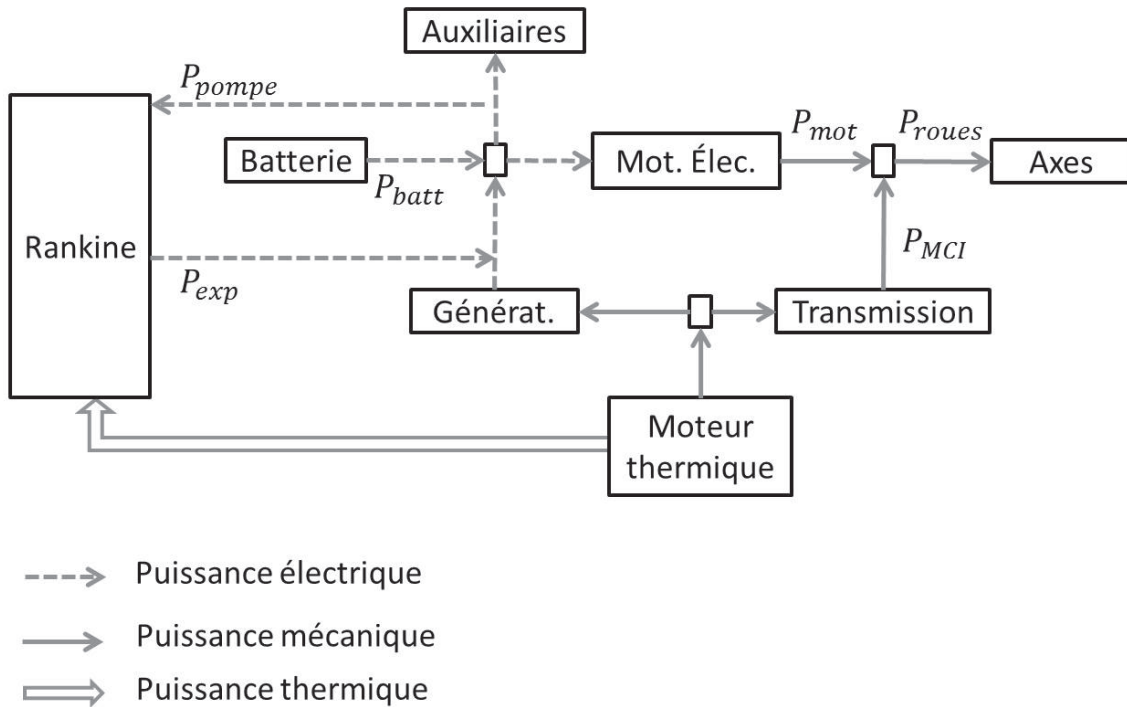 Auxiliaires
P_pompe
Batterie
P_batt
Mot. Élec.
P_mot
P_roues
Axes
Rankine
P_exp
P_MCI
Générat.
Transmission
Moteur
thermique
Puissance électrique
Puissance mécanique
Puissance thermique